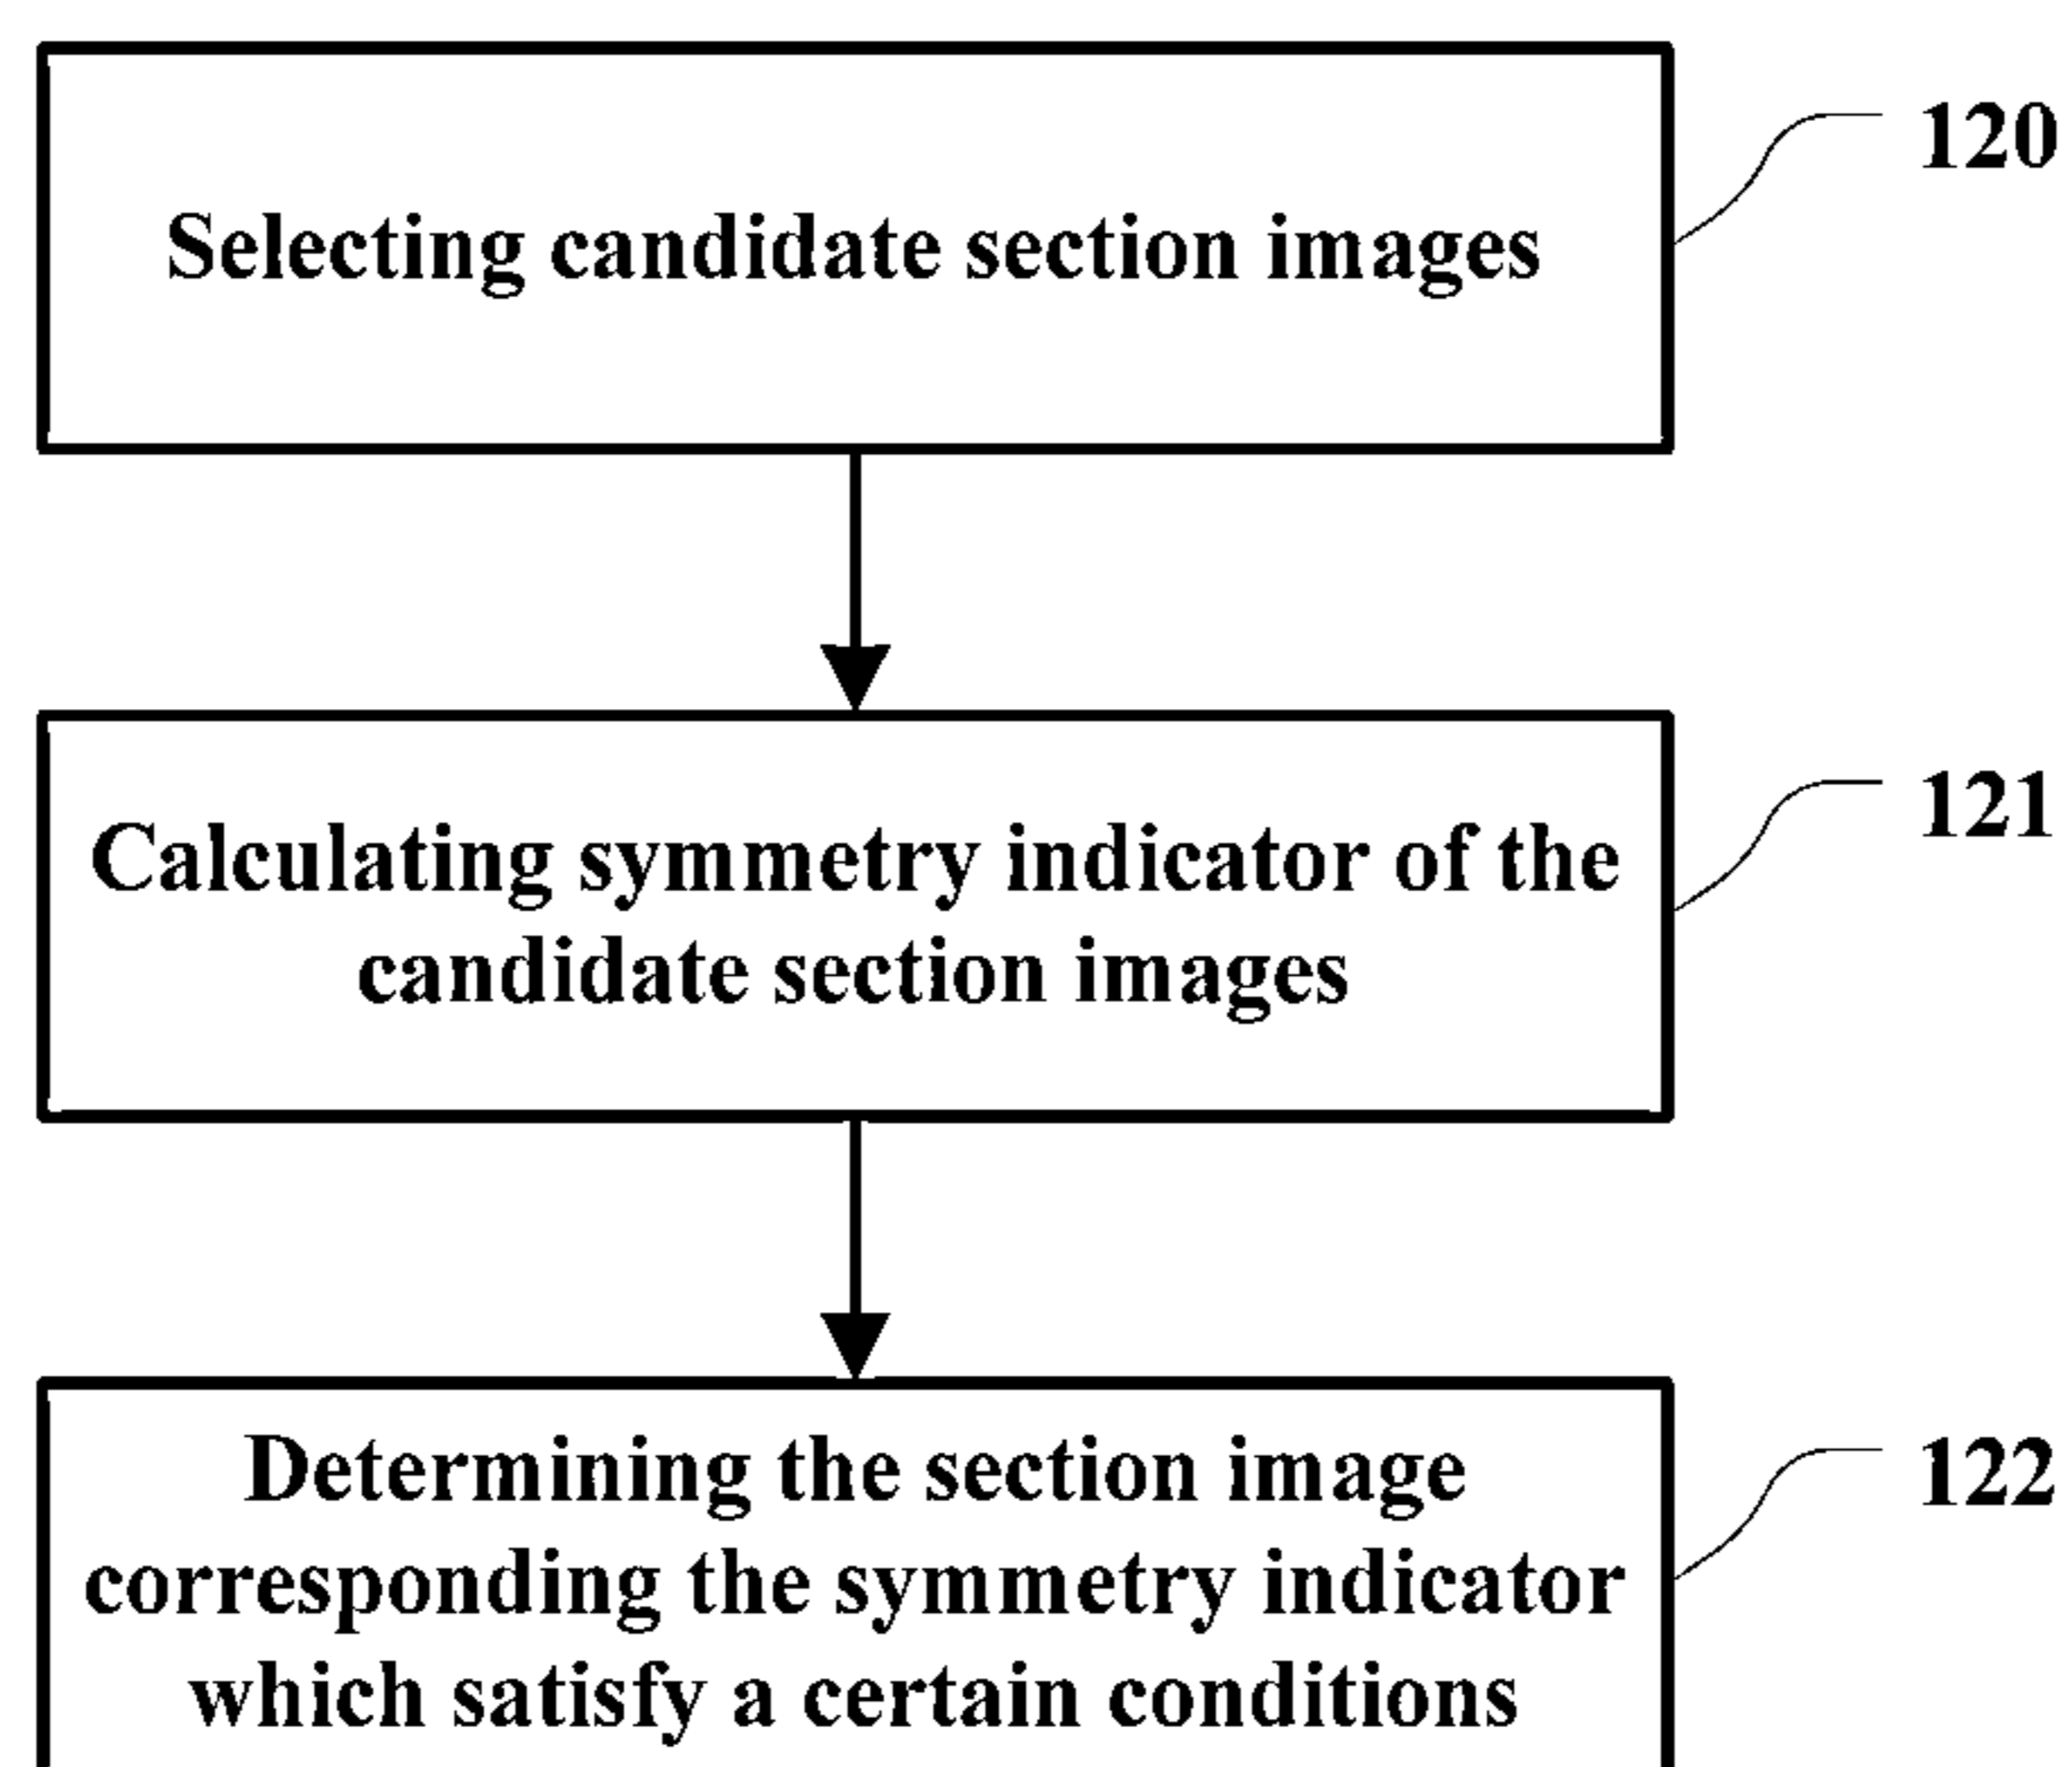 Selecting candidate section images
120
Calculating symmetry indicator of the
candidate section images
121
Determining the section image
corresponding the symmetry indicator
which satisfy a certain conditions
122